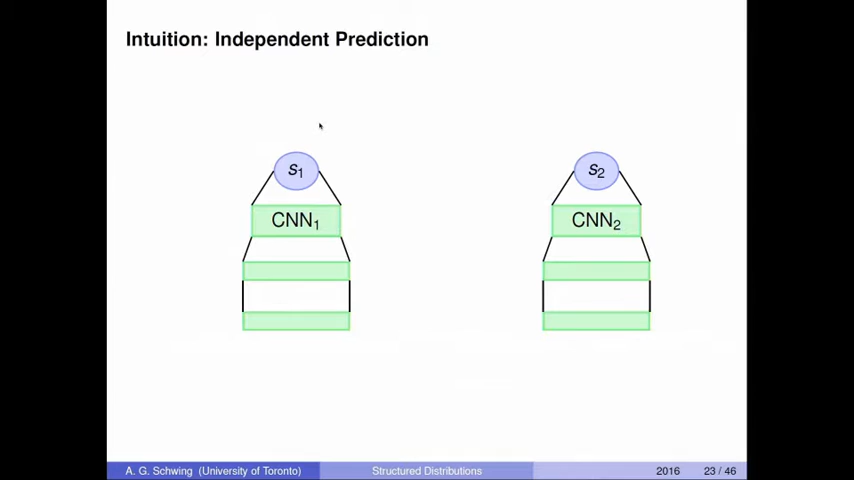 Intuition: Independent Prediction
s1 s2
CNN1 CNN2
A. G. Schwing (University of Toronto) Structured Distributions 2016 23 / 46